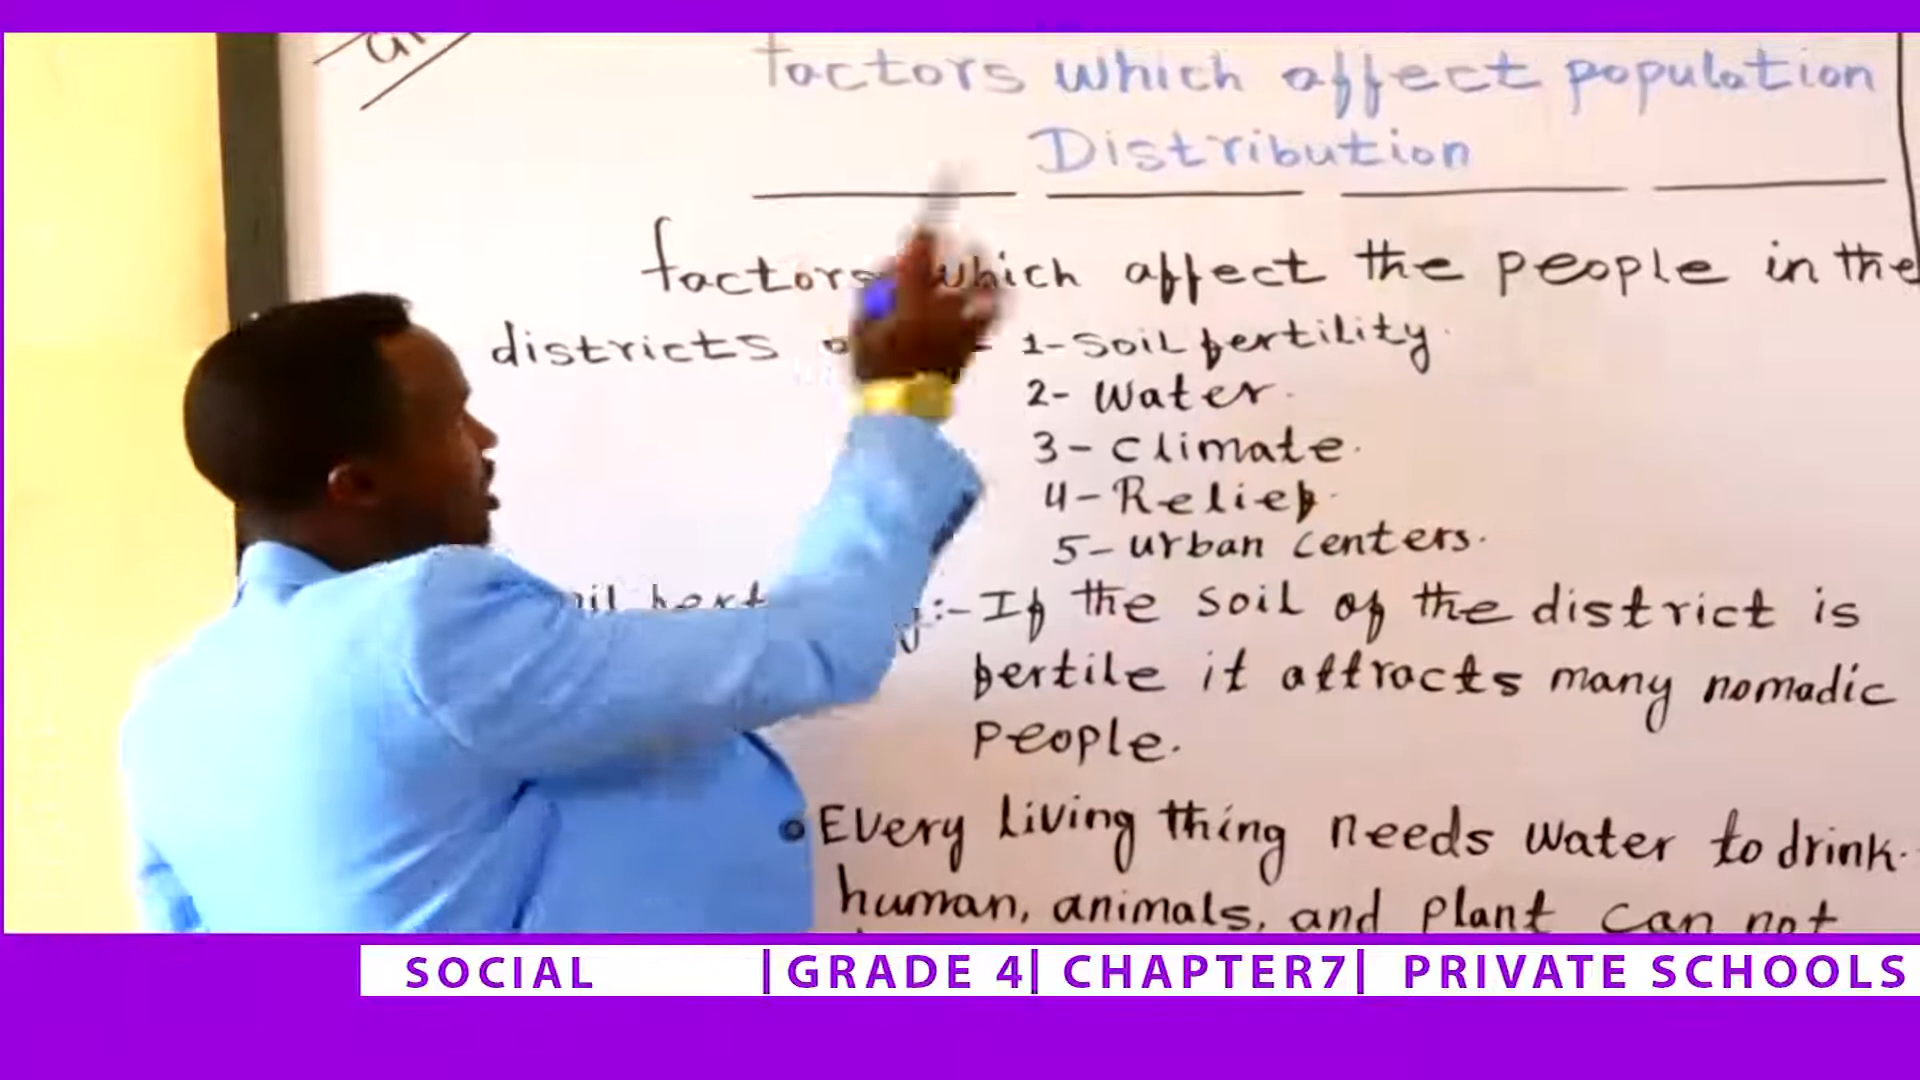 factors which affect population
Distribution
factors which affect the people in the
districts
1- Soil fertility.
2- Water.
3- Climate.
4- Relief.
5- urban centers.
:- If the soil of the district is
fertile it attracts many nomadic
people.
• Every living thing needs water to drink.
human, animals, and plant can not
SOCIAL |GRADE 4| CHAPTER7| PRIVATE SCHOOLS